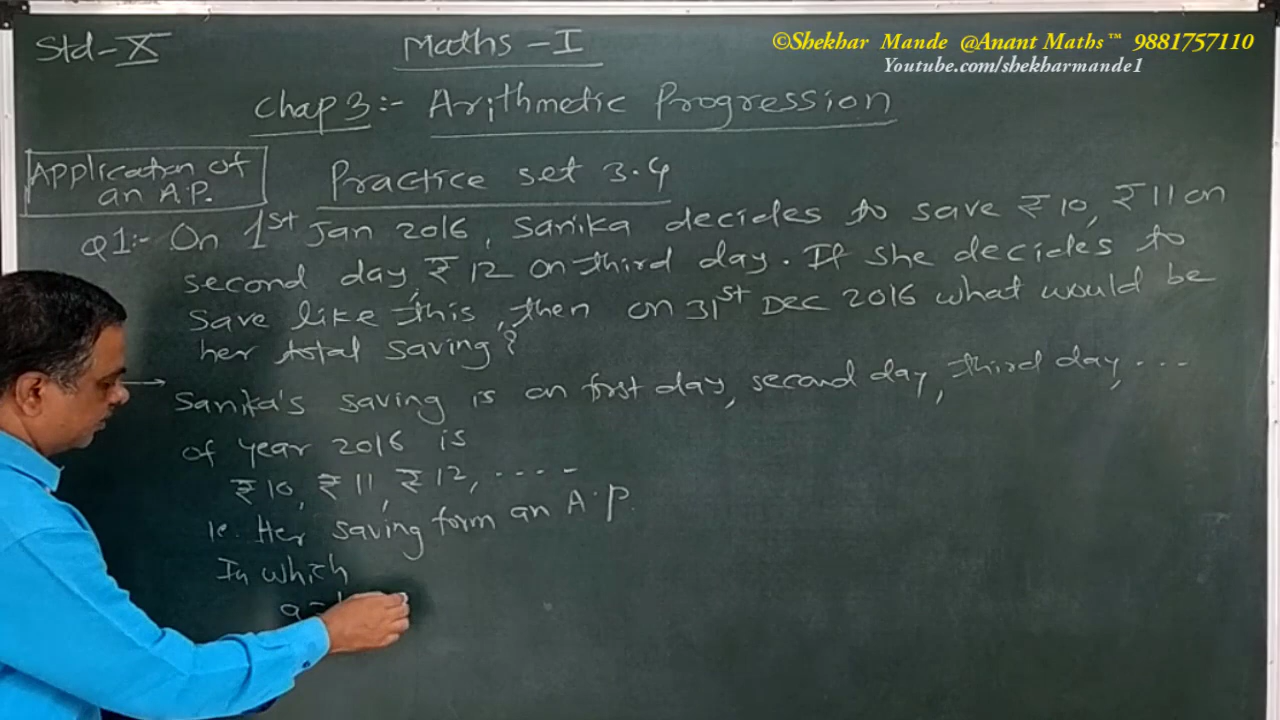 ©Shekhar Mande @Anant Maths™ 9881757110
Youtube.com/shekharmande1
Std-X
Maths-I
Chap 3:- Arithmetic Progression
Application of
an A.P.
Practice set 3.4
Q1:- On 1st Jan 2016, Sanika decides to save ₹10, ₹11 on
second day, ₹12 on third day. If she decides to
save like this, then on 31st DEC 2016 what would be
her total saving?
→ Sanika's saving is on first day, second day, third day, ...
of year 2016 is
₹10, ₹11, ₹12, .....
ie. Her saving form an A.P.
In which
a =